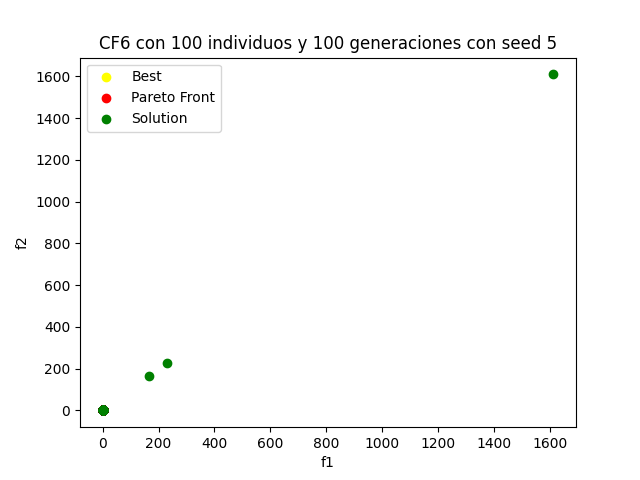 CF6 con 100 individuos y 100 generaciones con seed 5
Best
Pareto Front
Solution
1600
1400
1200
1000
800
600
400
200
0
f2
0 200 400 600 800 1000 1200 1400 1600
f1